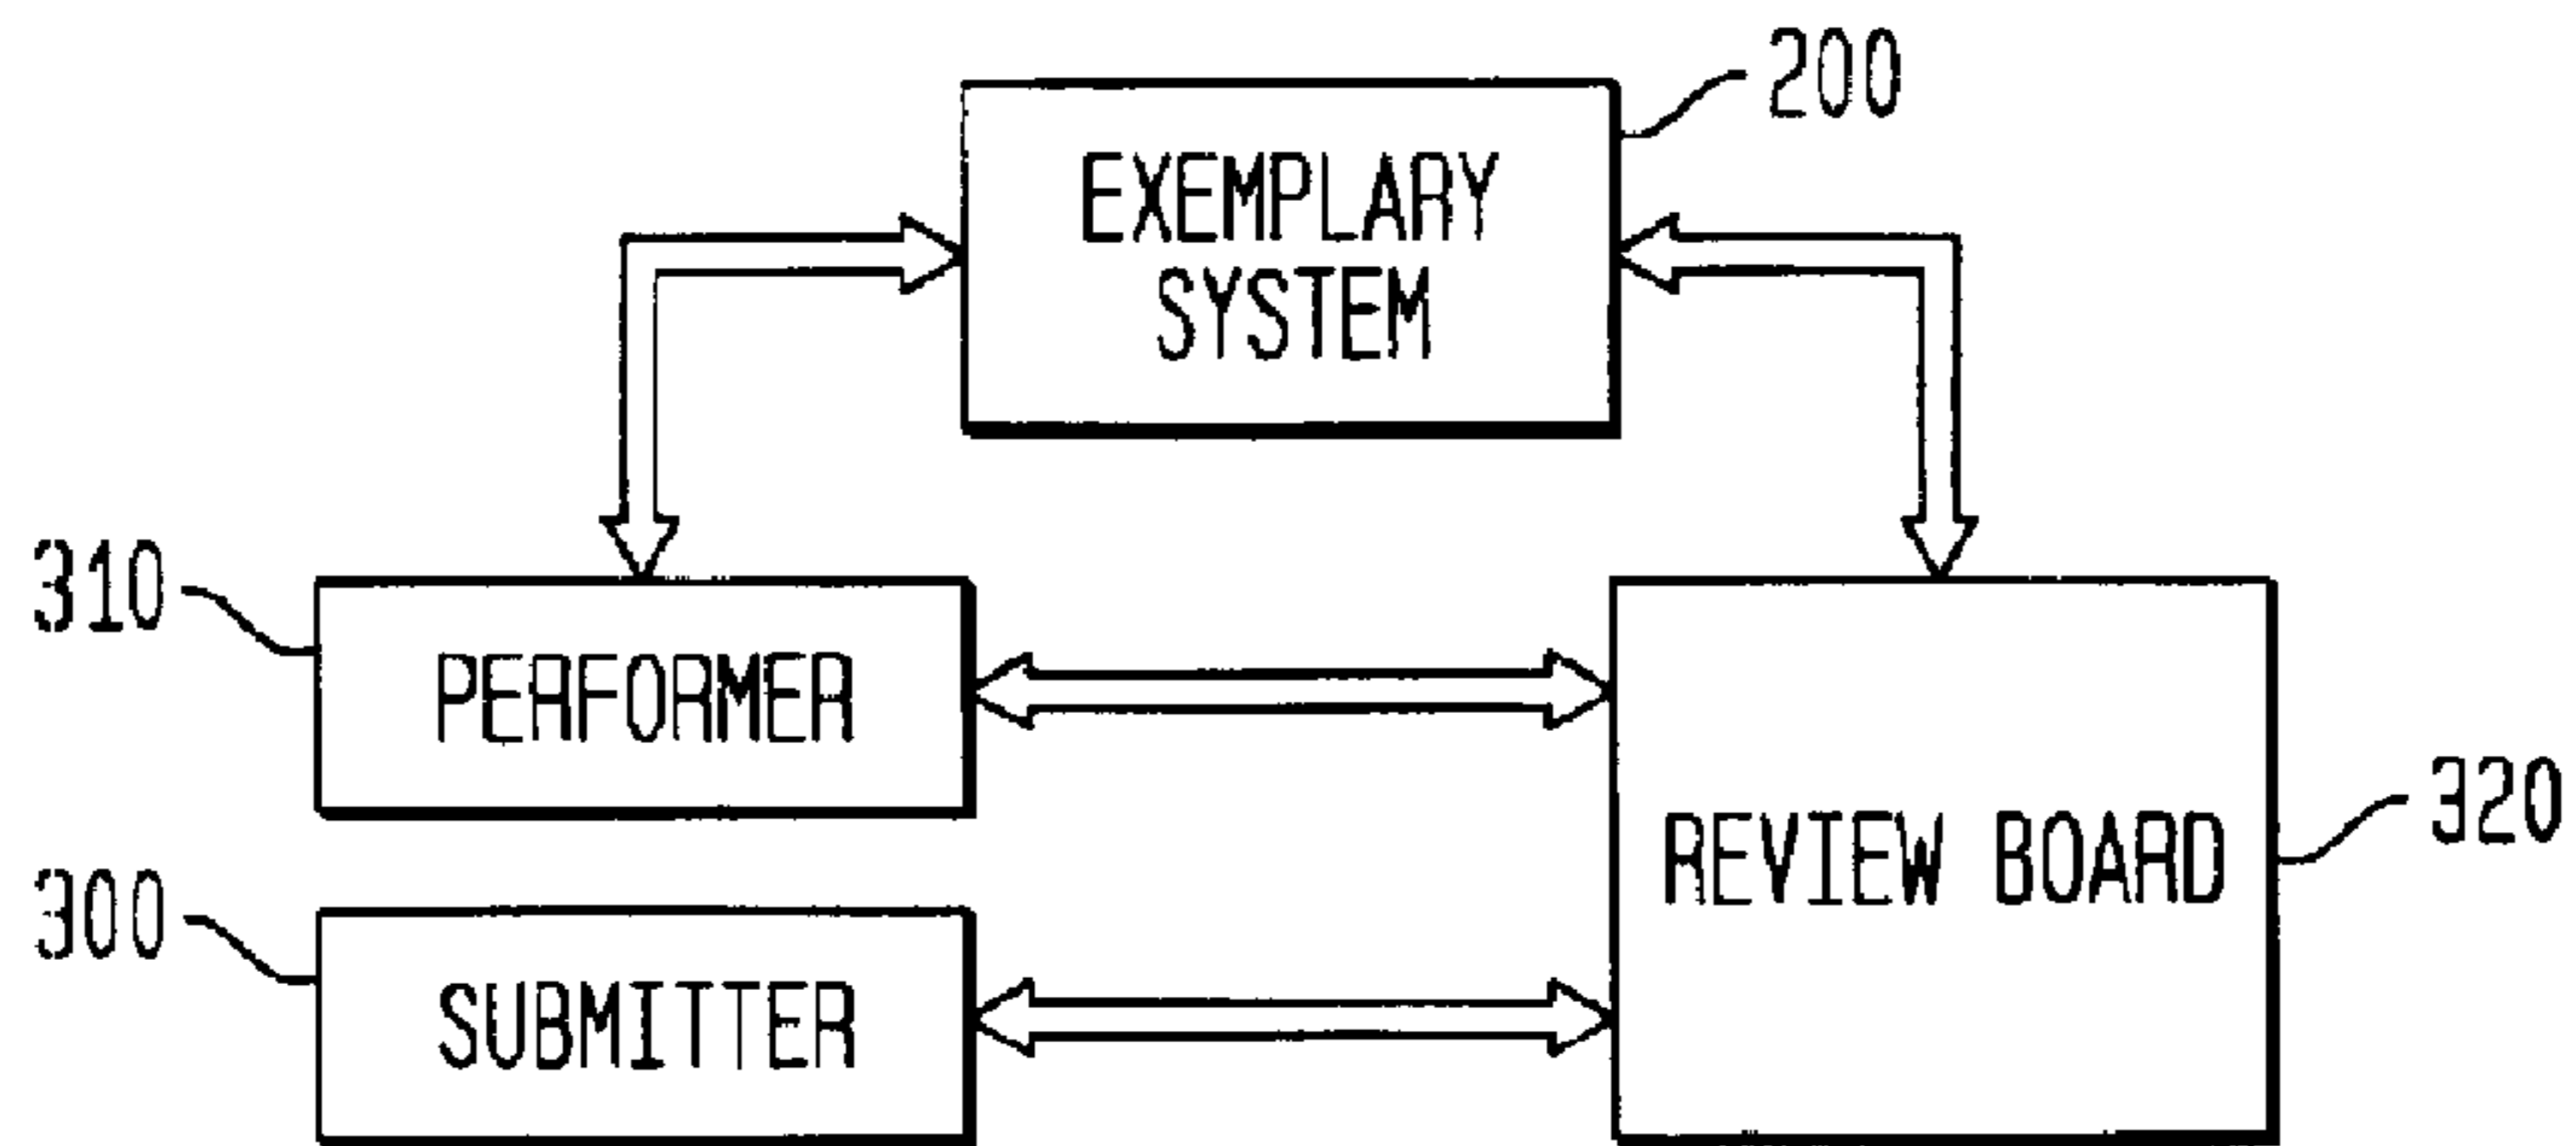 200
EXEMPLARY
SYSTEM
310
PERFORMER
320
REVIEW BOARD
300
SUBMITTER